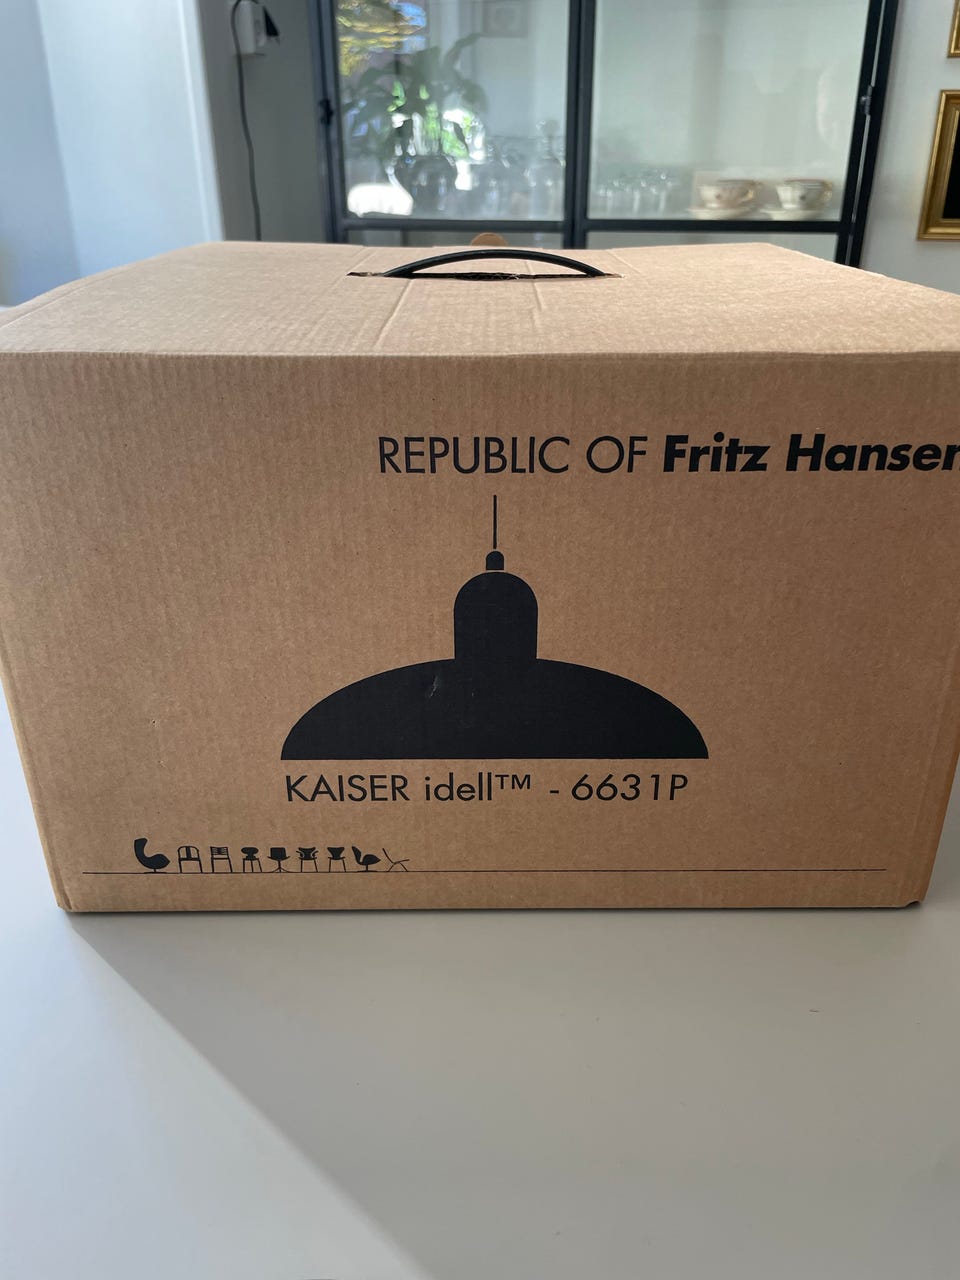 REPUBLIC OF Fritz Hansen
KAISER idell™ - 6631P